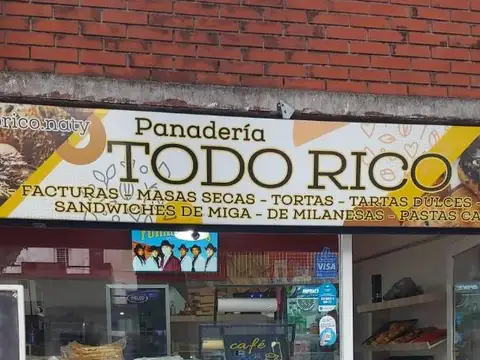 rico.naty
Panadería
TODO RICO
- FACTURAS - MASAS SECAS - TORTAS - TARTAS DULCES -
SANDWICHES DE MIGA - DE MILANESAS - PASTAS CA
VISA
café